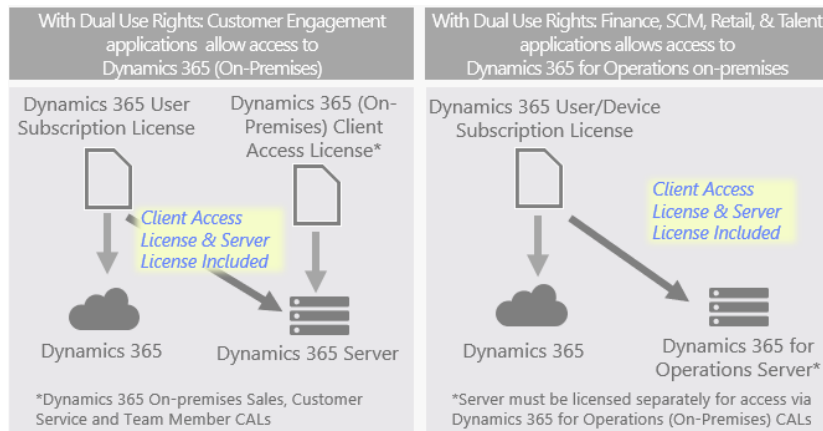 With Dual Use Rights: Customer Engagement
applications allow access to
Dynamics 365 (On-Premises)
Dynamics 365 User
Subscription License
Dynamics 365 (On-
Premises) Client
Access License*
Client Access
License & Server
License Included
Dynamics 365
Dynamics 365 Server
*Dynamics 365 On-premises Sales, Customer
Service and Team Member CALs
With Dual Use Rights: Finance, SCM, Retail, & Talent
applications allows access to
Dynamics 365 for Operations on-premises
Dynamics 365 User/Device
Subscription License
Client Access
License & Server
License Included
Dynamics 365
Dynamics 365 for
Operations Server*
*Server must be licensed separately for access via
Dynamics 365 for Operations (On-Premises) CALs